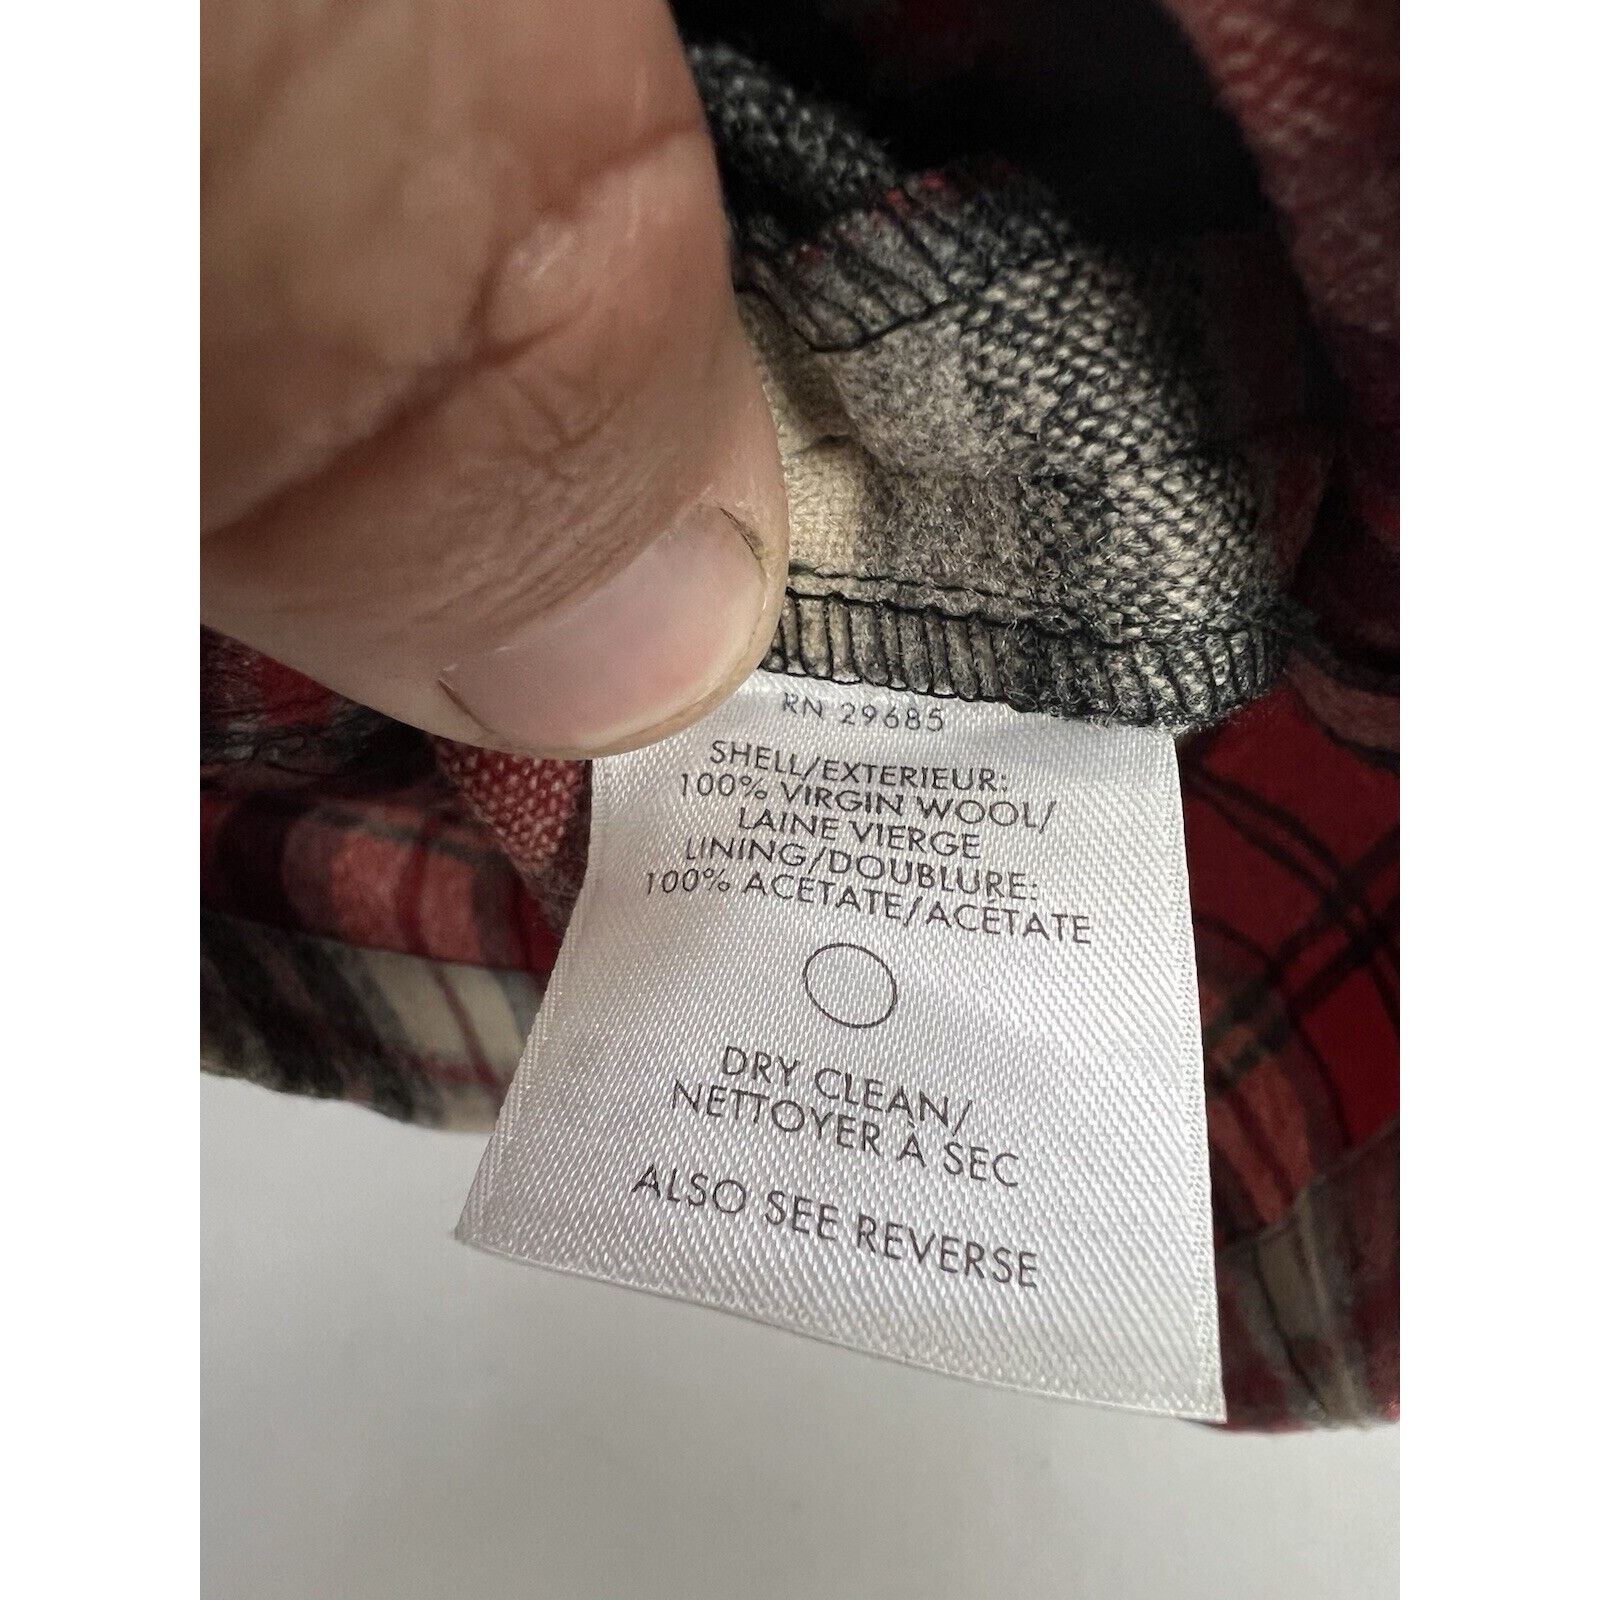 RN 29685
SHELL/EXTERIEUR:
100% VIRGIN WOOL/
LAINE VIERGE
LINING/DOUBLURE:
100% ACETATE/ACÉTATE
DRY CLEAN/
NETTOYER À SEC
ALSO SEE REVERSE